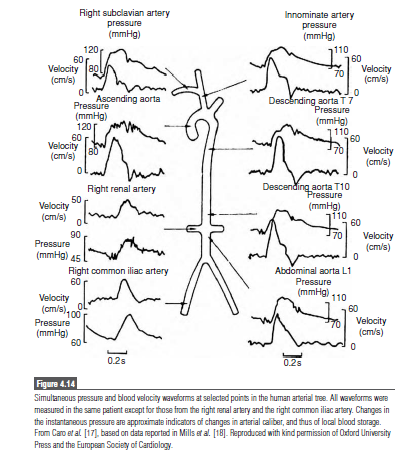 Right subclavian artery
pressure
(mmHg)
120
60
80
Velocity
(cm/s)
0
Innominate artery
pressure
(mmHg)
110
60
70
Velocity
(cm/s)
0
Ascending aorta
Pressure
(mmHg)
120
60
80
Velocity
(cm/s)
0
Descending aorta T 7
Pressure
(mmHg)
110
60
70
Velocity
(cm/s)
0
Right renal artery
50
Velocity
(cm/s)
0
90
Pressure
(mmHg)
45
Descending aorta T10
Pressure
(mmHg)
110
60
70
Velocity
(cm/s)
0
Right common iliac artery
60
Velocity
(cm/s)
0
100
Pressure
(mmHg)
60
0.2s
Abdominal aorta L1
Pressure
(mmHg)
110
60
70
Velocity
(cm/s)
0
0.2s
Figure 4.14
Simultaneous pressure and blood velocity waveforms at selected points in the human arterial tree. All waveforms were
measured in the same patient except for those from the right renal artery and the right common iliac artery. Changes in
the instantaneous pressure are approximate indicators of changes in arterial caliber, and thus of local blood storage.
From Caro et al. [17], based on data reported in Mills et al. [18]. Reproduced with kind permission of Oxford University
Press and the European Society of Cardiology.